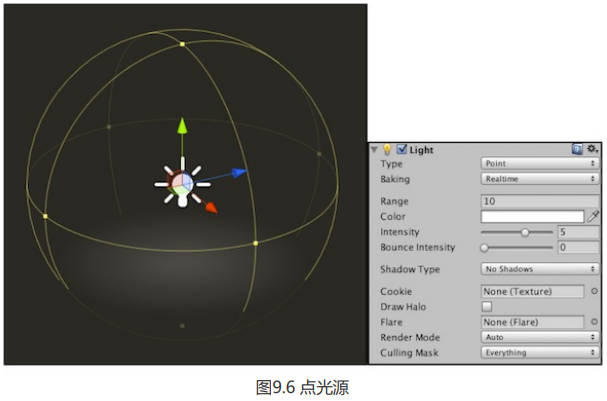 Light
Type Point
Baking Realtime
Range 10
Color
Intensity 5
Bounce Intensity 0
Shadow Type No Shadows
Cookie None (Texture)
Draw Halo
Flare None (Flare)
Render Mode Auto
Culling Mask Everything
图9.6 点光源